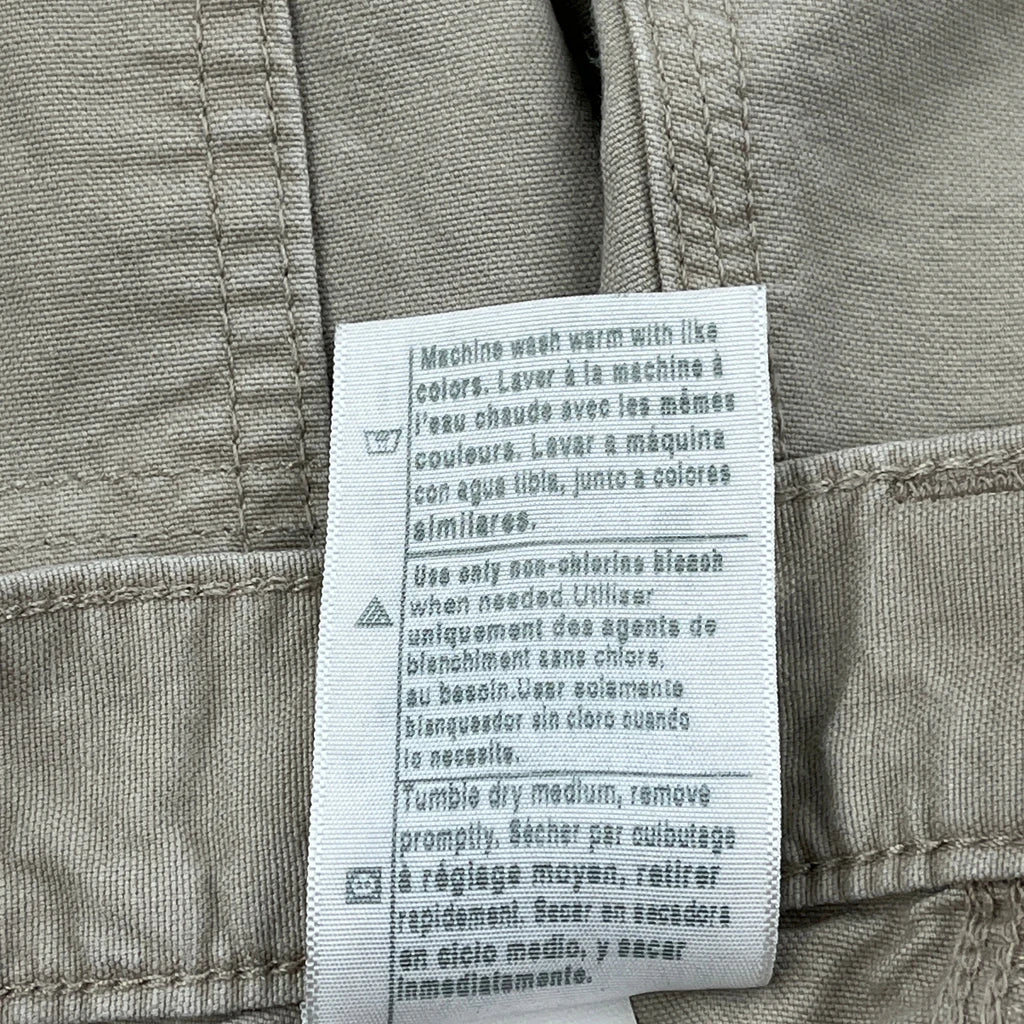 Machine wash warm with like
colors. Laver à la machine à
l'eau chaude avec les mêmes
couleurs. Lavar a máquina
con agua tibia, junto a colores
similares.
Use only non-chlorine bleach
when needed.Utiliser
uniquement des agents de
blanchiment sans chlore,
au besoin.Usar solamente
blanqueador sin cloro cuando
lo necesite.
Tumble dry medium, remove
promptly. Sécher par culbutage
à réglage moyen, retirer
rapidement. Secar en secadora
en ciclo medio, y sacar
inmediatamente.